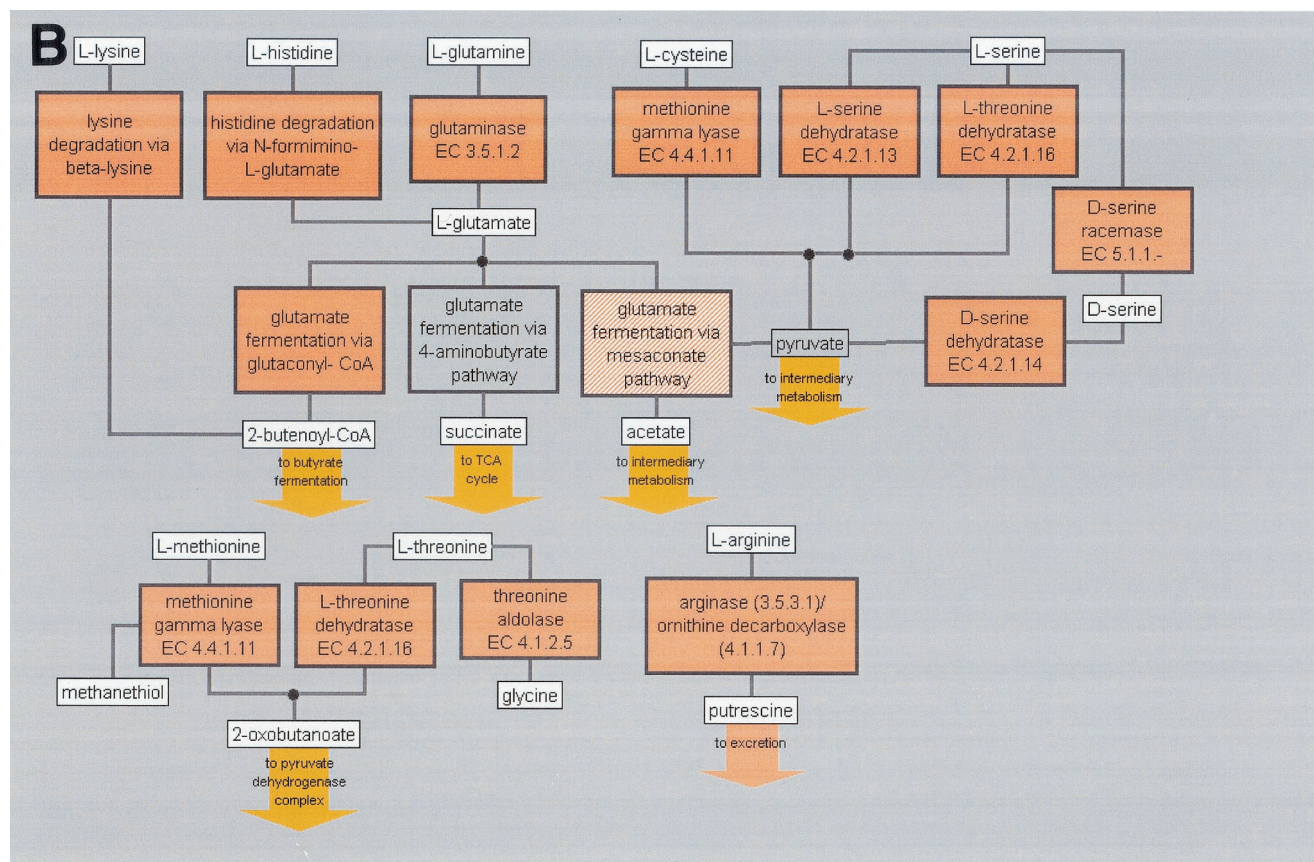 B
L-lysine
L-histidine
L-glutamine
L-cysteine
L-serine
lysine
degradation via
beta-lysine
histidine degradation
via N-formimino-
L-glutamate
glutaminase
EC 3.5.1.2
methionine
gamma lyase
EC 4.4.1.11
L-serine
dehydratase
EC 4.2.1.13
L-threonine
dehydratase
EC 4.2.1.16
L-glutamate
D-serine
racemase
EC 5.1.1.-
glutamate
fermentation via
glutaconyl- CoA
glutamate
fermentation via
4-aminobutyrate
pathway
glutamate
fermentation via
mesaconate
pathway
pyruvate
D-serine
D-serine
dehydratase
EC 4.2.1.14
to intermediary
metabolism
2-butenoyl-CoA
succinate
acetate
to butyrate
fermentation
to TCA
cycle
to intermediary
metabolism
L-methionine
L-threonine
L-arginine
methionine
gamma lyase
EC 4.4.1.11
L-threonine
dehydratase
EC 4.2.1.16
threonine
aldolase
EC 4.1.2.5
arginase (3.5.3.1)/
ornithine decarboxylase
(4.1.1.7)
methanethiol
glycine
putrescine
2-oxobutanoate
to excretion
to pyruvate
dehydrogenase
complex